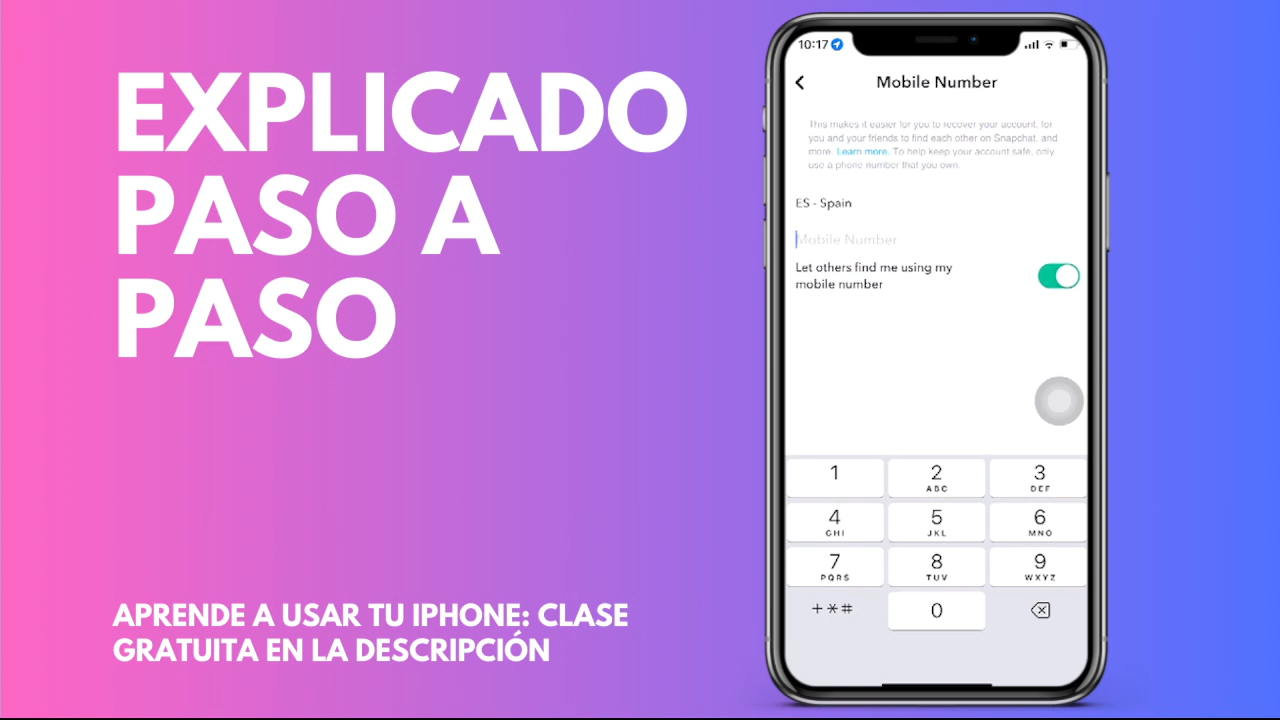 EXPLICADO
PASO A
PASO
APRENDE A USAR TU IPHONE: CLASE
GRATUITA EN LA DESCRIPCIÓN
10:17
Mobile Number
This makes it easier for you to recover your account, for
you and your friends to find each other on Snapchat, and
more. Learn more. To help keep your account safe, only
use a phone number that you own.
ES - Spain
Mobile Number
Let others find me using my
mobile number
1
2
ABC
3
DEF
4
GHI
5
JKL
6
MNO
7
PQRS
8
TUV
9
WXYZ
+*#
0